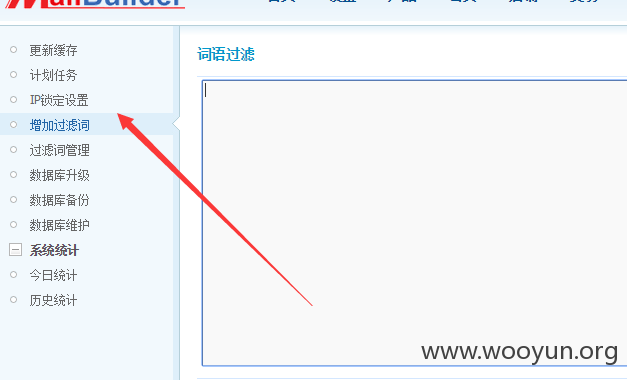 MallBuilder
更新缓存
计划任务
IP锁定设置
增加过滤词
过滤词管理
数据库升级
数据库备份
数据库维护
系统统计
今日统计
历史统计
词语过滤
www.wooyun.org